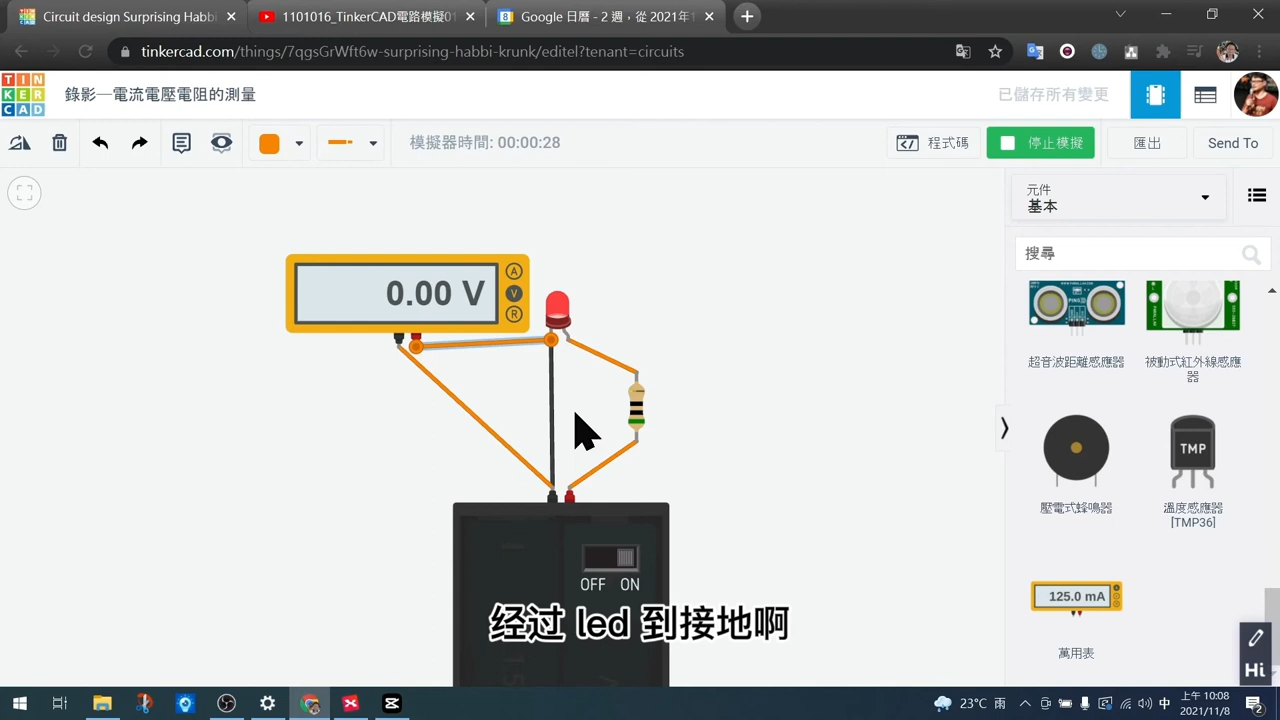 Circuit design Surprising Habbi
1101016_TinkerCAD電路模擬01
Google 日曆 - 2 週，從 2021年1
tinkercad.com/things/7qgsGrWft6w-surprising-habbi-krunk/editel?tenant=circuits
TIN
KER
CAD
錄影—電流電壓電阻的測量
已儲存所有變更
模擬器時間: 00:00:28
程式碼
停止模擬
匯出
Send To
元件
基本
搜尋
0.00 V
A
V
R
超音波距離感應器
被動式紅外線感應
器
TMP
壓電式蜂鳴器
溫度感應器
[TMP36]
125.0 mA
萬用表
OFF ON
经过 led 到接地啊
Hi
23°C 雨
中
上午 10:08
2021/11/8
2